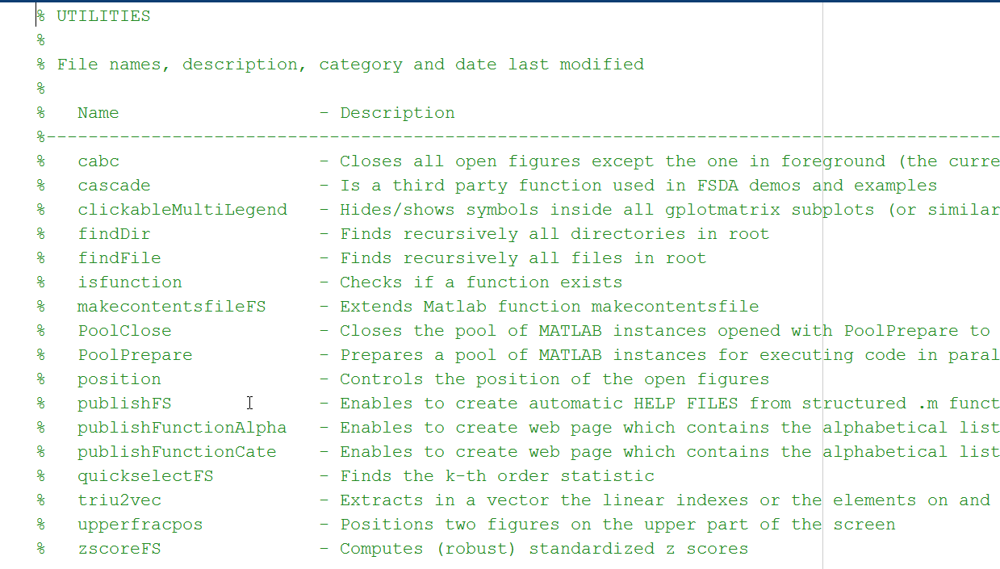 % UTILITIES
%
% File names, description, category and date last modified
%
%   Name                   - Description
%-------------------------------------------------------------------------------------------
%   cabc                   - Closes all open figures except the one in foreground (the curre
%   cascade                - Is a third party function used in FSDA demos and examples
%   clickableMultiLegend   - Hides/shows symbols inside all gplotmatrix subplots (or similar
%   findDir                - Finds recursively all directories in root
%   findFile               - Finds recursively all files in root
%   isfunction             - Checks if a function exists
%   makecontentsfileFS     - Extends Matlab function makecontentsfile
%   PoolClose              - Closes the pool of MATLAB instances opened with PoolPrepare to
%   PoolPrepare            - Prepares a pool of MATLAB instances for executing code in paral
%   position               - Controls the position of the open figures
%   publishFS              - Enables to create automatic HELP FILES from structured .m funct
%   publishFunctionAlpha   - Enables to create web page which contains the alphabetical list
%   publishFunctionCate    - Enables to create web page which contains the alphabetical list
%   quickselectFS          - Finds the k-th order statistic
%   triu2vec               - Extracts in a vector the linear indexes or the elements on and
%   upperfracpos           - Positions two figures on the upper part of the screen
%   zscoreFS               - Computes (robust) standardized z scores